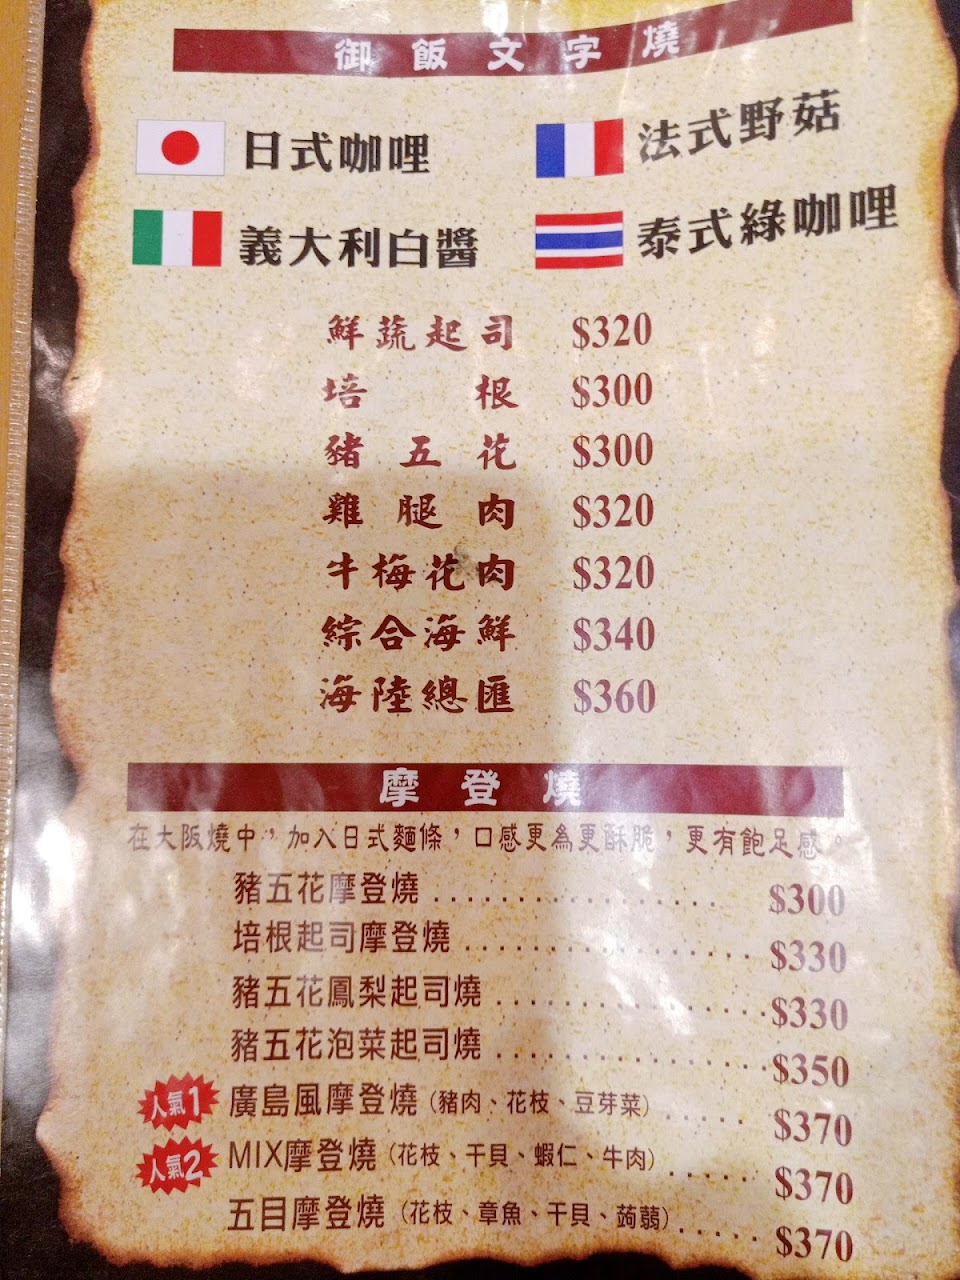 御飯文字燒
日式咖哩
法式野菇
義大利白醬
泰式綠咖哩
鮮蔬起司 $320
培根 $300
豬五花 $300
雞腿肉 $320
牛梅花肉 $320
綜合海鮮 $340
海陸總匯 $360
摩登燒
在大阪燒中，加入日式麵條，口感更為更酥脆，更有飽足感。
豬五花摩登燒 $300
培根起司摩登燒 $330
豬五花鳳梨起司燒 $330
豬五花泡菜起司燒 $350
人氣1 廣島風摩登燒（豬肉、花枝、豆芽菜） $370
人氣2 MIX摩登燒（花枝、干貝、蝦仁、牛肉） $370
五目摩登燒（花枝、章魚、干貝、蒟蒻） $370